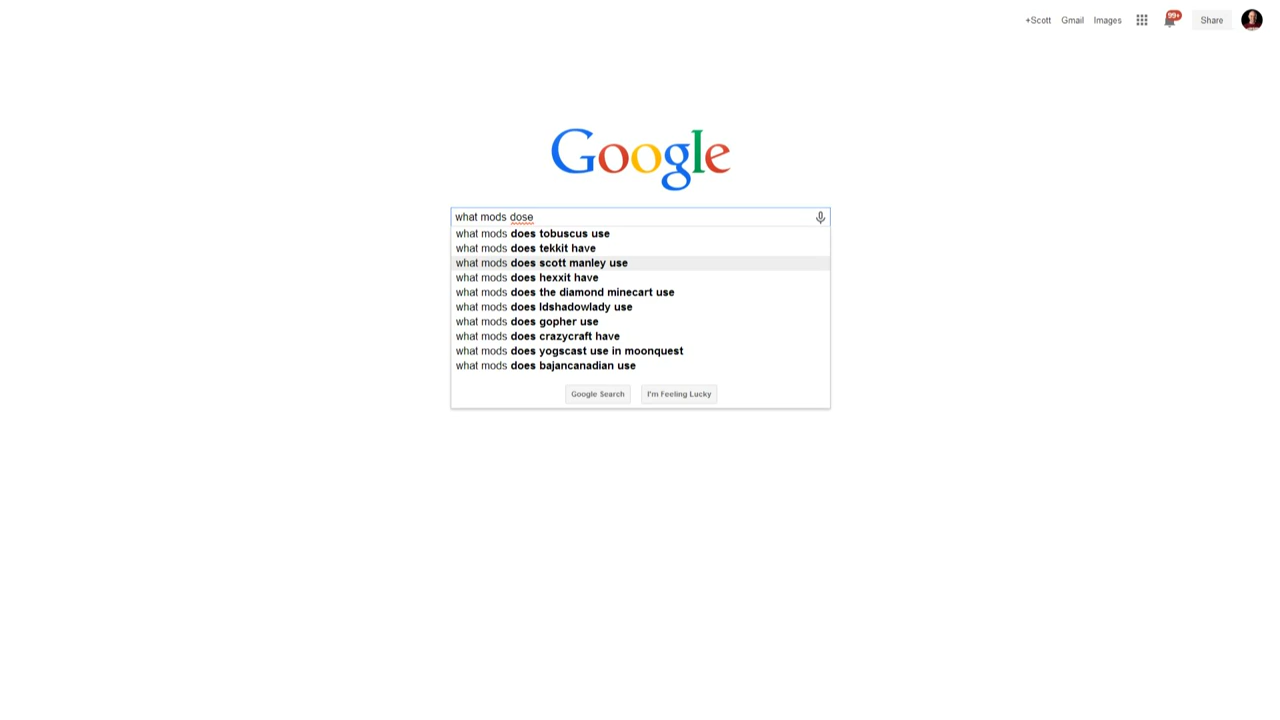 +Scott Gmail Images 99+ Share
Google
what mods dose
what mods does tobuscus use
what mods does tekkit have
what mods does scott manley use
what mods does hexxit have
what mods does the diamond minecart use
what mods does ldshadowlady use
what mods does gopher use
what mods does crazycraft have
what mods does yogscast use in moonquest
what mods does bajancanadian use
Google Search I'm Feeling Lucky